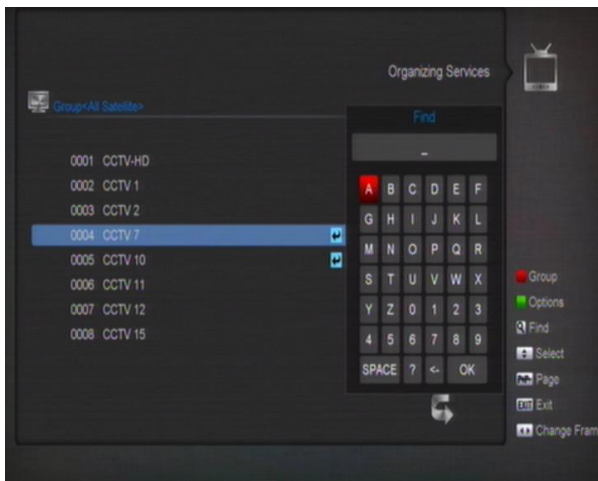 Organizing Services
Group<All Satellite>
Find
_
0001 CCTV-HD
0002 CCTV 1
0003 CCTV 2
0004 CCTV 7
0005 CCTV 10
0006 CCTV 11
0007 CCTV 12
0008 CCTV 15
A B C D E F
G H I J K L
M N O P Q R
S T U V W X
Y Z 0 1 2 3
4 5 6 7 8 9
SPACE ? <- OK
Group
Options
Find
Select
Page
EXIT Exit
Change Fram